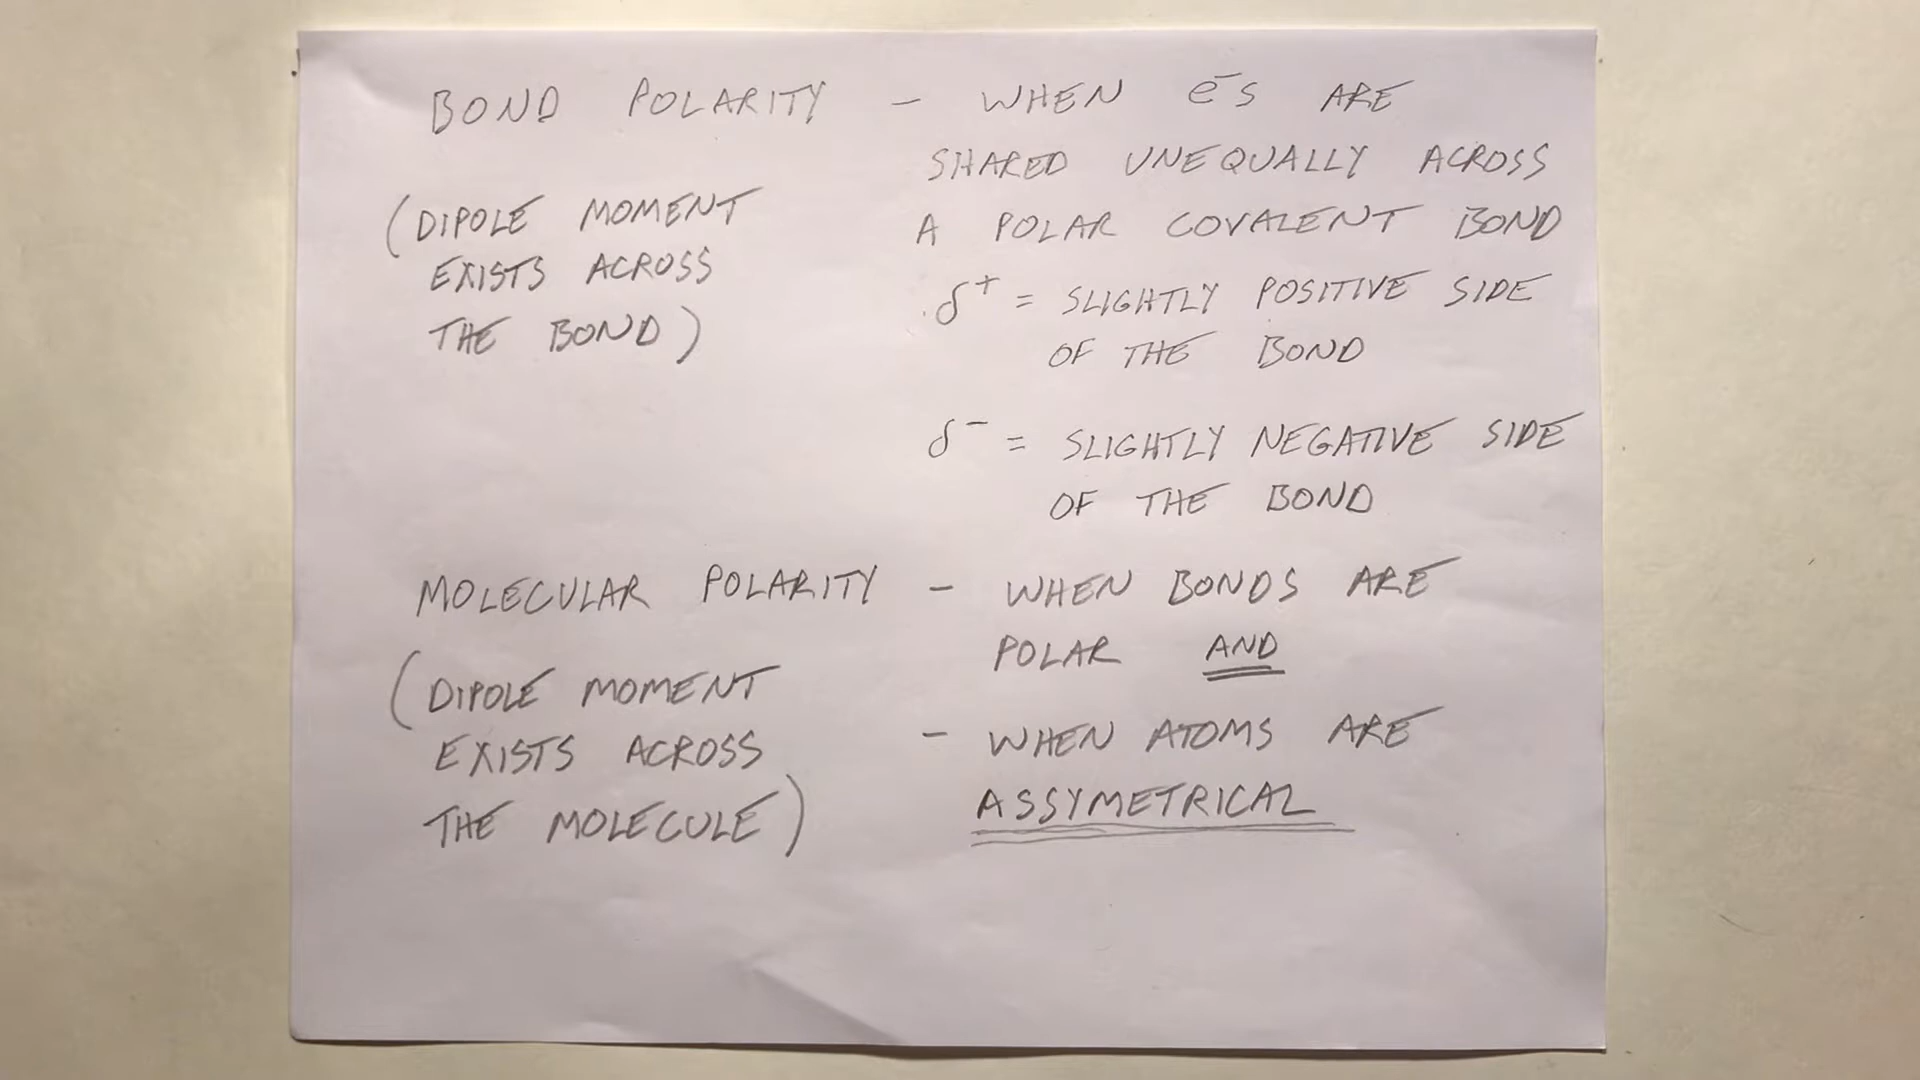 BOND POLARITY - WHEN e⁻s ARE
SHARED UNEQUALLY ACROSS
A POLAR COVALENT BOND
(DIPOLE MOMENT
EXISTS ACROSS
THE BOND)
δ⁺ = SLIGHTLY POSITIVE SIDE
OF THE BOND
δ⁻ = SLIGHTLY NEGATIVE SIDE
OF THE BOND
MOLECULAR POLARITY - WHEN BONDS ARE
POLAR AND
(DIPOLE MOMENT
EXISTS ACROSS
THE MOLECULE)
- WHEN ATOMS ARE
ASSYMETRICAL